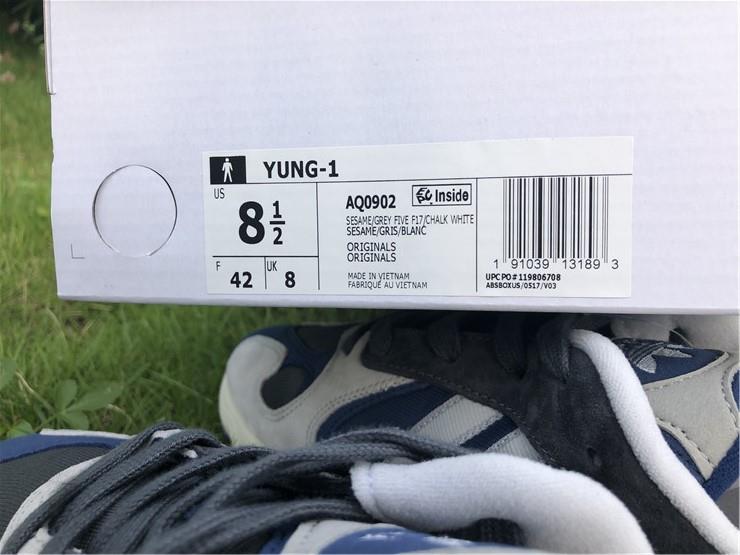 YUNG-1
US
8 1/2
F
42
UK
8
AQ0902
Inside
SESAME/GREY FIVE F17/CHALK WHITE
SESAME/GRIS/BLANC
ORIGINALS
ORIGINALS
MADE IN VIETNAM
FABRIQUÉ AU VIETNAM
1 91039 13189 3
UPC PO# 119806708
ABSBOXUS/0517/V03